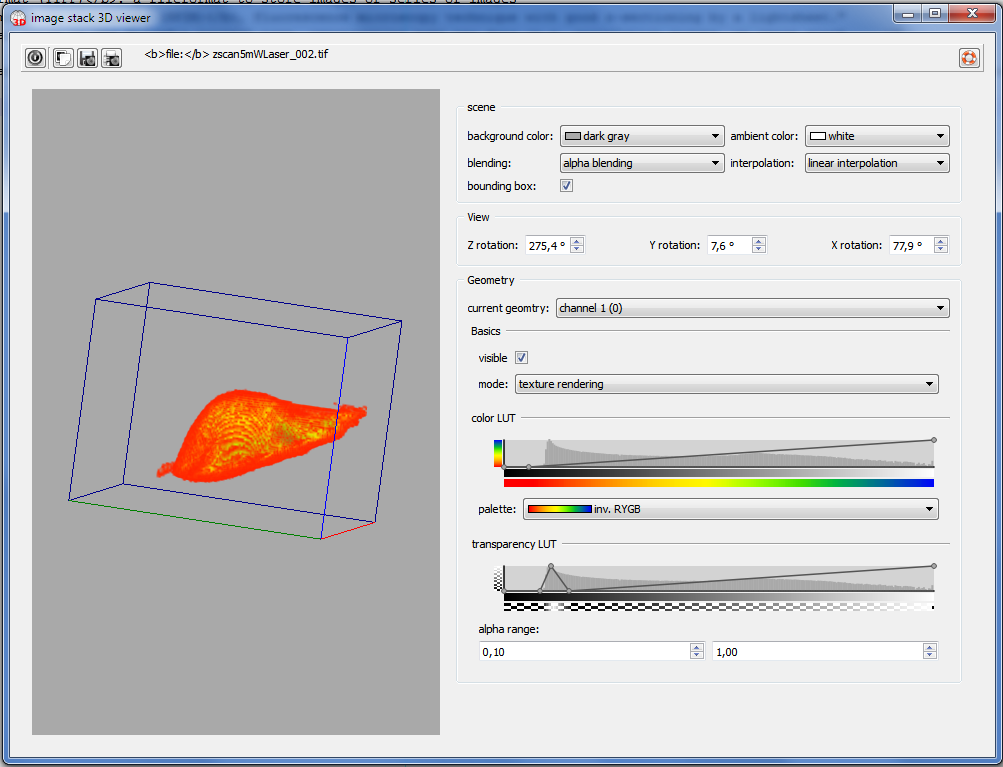 image stack 3D viewer
<b>file:</b> zscan5mWLaser_002.tif
scene
background color: dark gray ambient color: white
blending: alpha blending interpolation: linear interpolation
bounding box:
View
Z rotation: 275,4 ° Y rotation: 7,6 ° X rotation: 77,9 °
Geometry
current geomtry: channel 1 (0)
Basics
visible
mode: texture rendering
color LUT
palette: inv. RYGB
transparency LUT
alpha range:
0,10 1,00